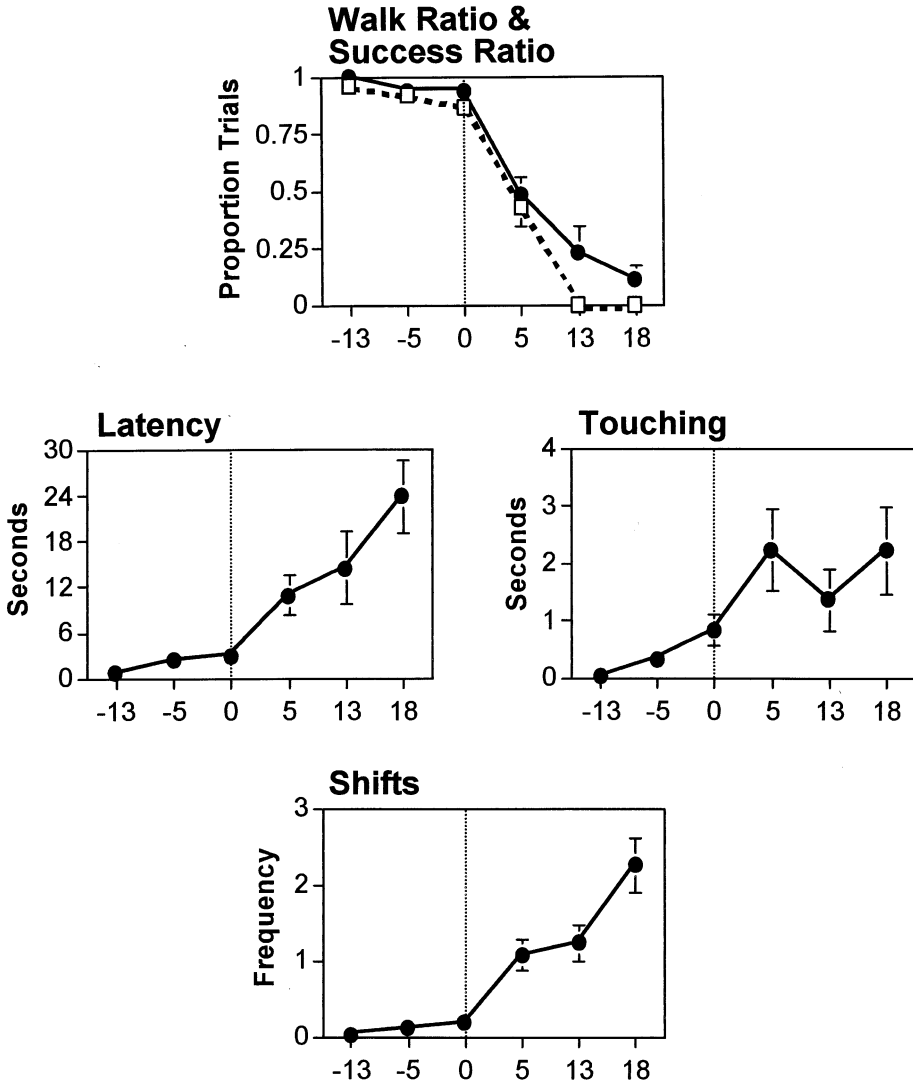 Walk Ratio &
Success Ratio
Proportion Trials
1
0.75
0.5
0.25
0
-13 -5 0 5 13 18
Latency
Seconds
30
24
18
12
6
0
-13 -5 0 5 13 18
Touching
Seconds
4
3
2
1
0
-13 -5 0 5 13 18
Shifts
Frequency
3
2
1
0
-13 -5 0 5 13 18